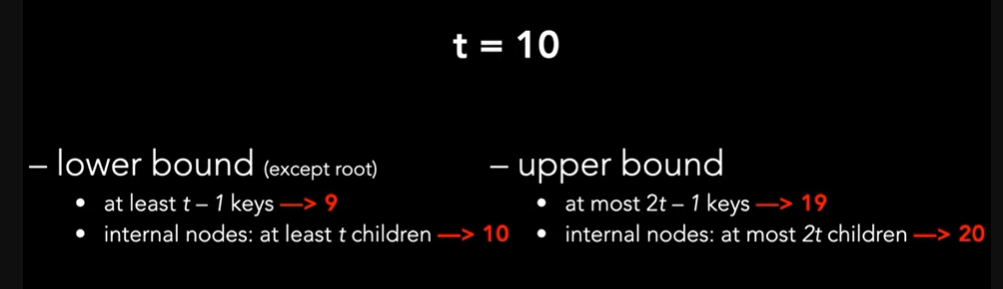 t = 10
– lower bound (except root)
• at least t – 1 keys —> 9
• internal nodes: at least t children —> 10
– upper bound
• at most 2t – 1 keys —> 19
• internal nodes: at most 2t children —> 20